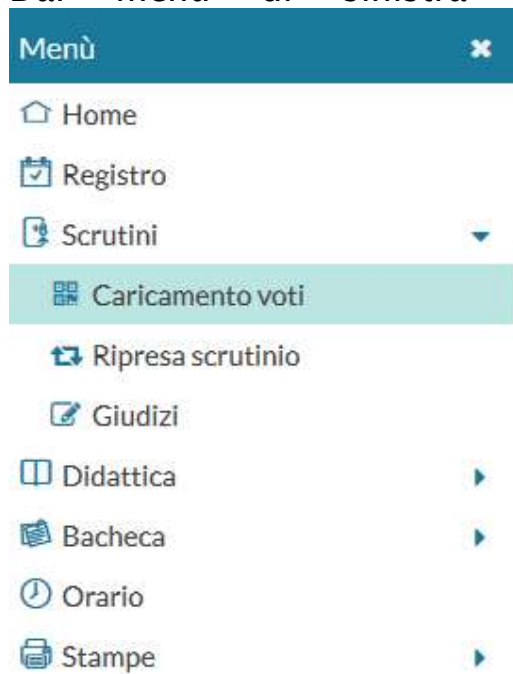 Menù
Home
Registro
Scrutini
Caricamento voti
Ripresa scrutinio
Giudizi
Didattica
Bacheca
Orario
Stampe